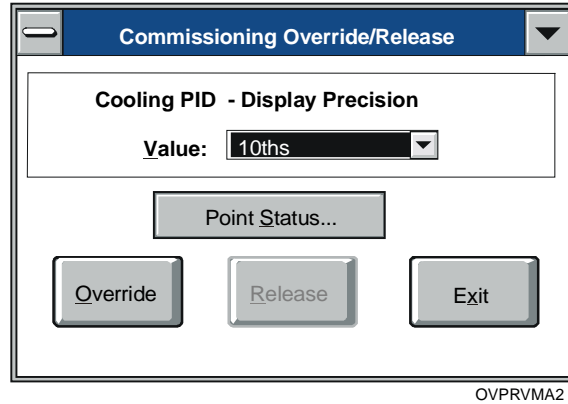 Commissioning Override/Release
Cooling PID - Display Precision
Value: 10ths
Point Status...
Override Release Exit
OVPRVMA2